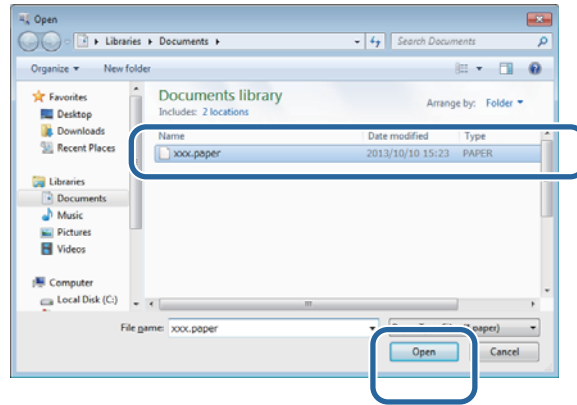 Open
Libraries Documents
Search Documents
Organize New folder
Favorites
Desktop
Downloads
Recent Places
Libraries
Documents
Music
Pictures
Videos
Computer
Local Disk (C:)
Documents library
Includes: 2 locations
Arrange by: Folder
Name Date modified Type
xxx.paper 2013/10/10 15:23 PAPER
File name: xxx.paper
Open Cancel